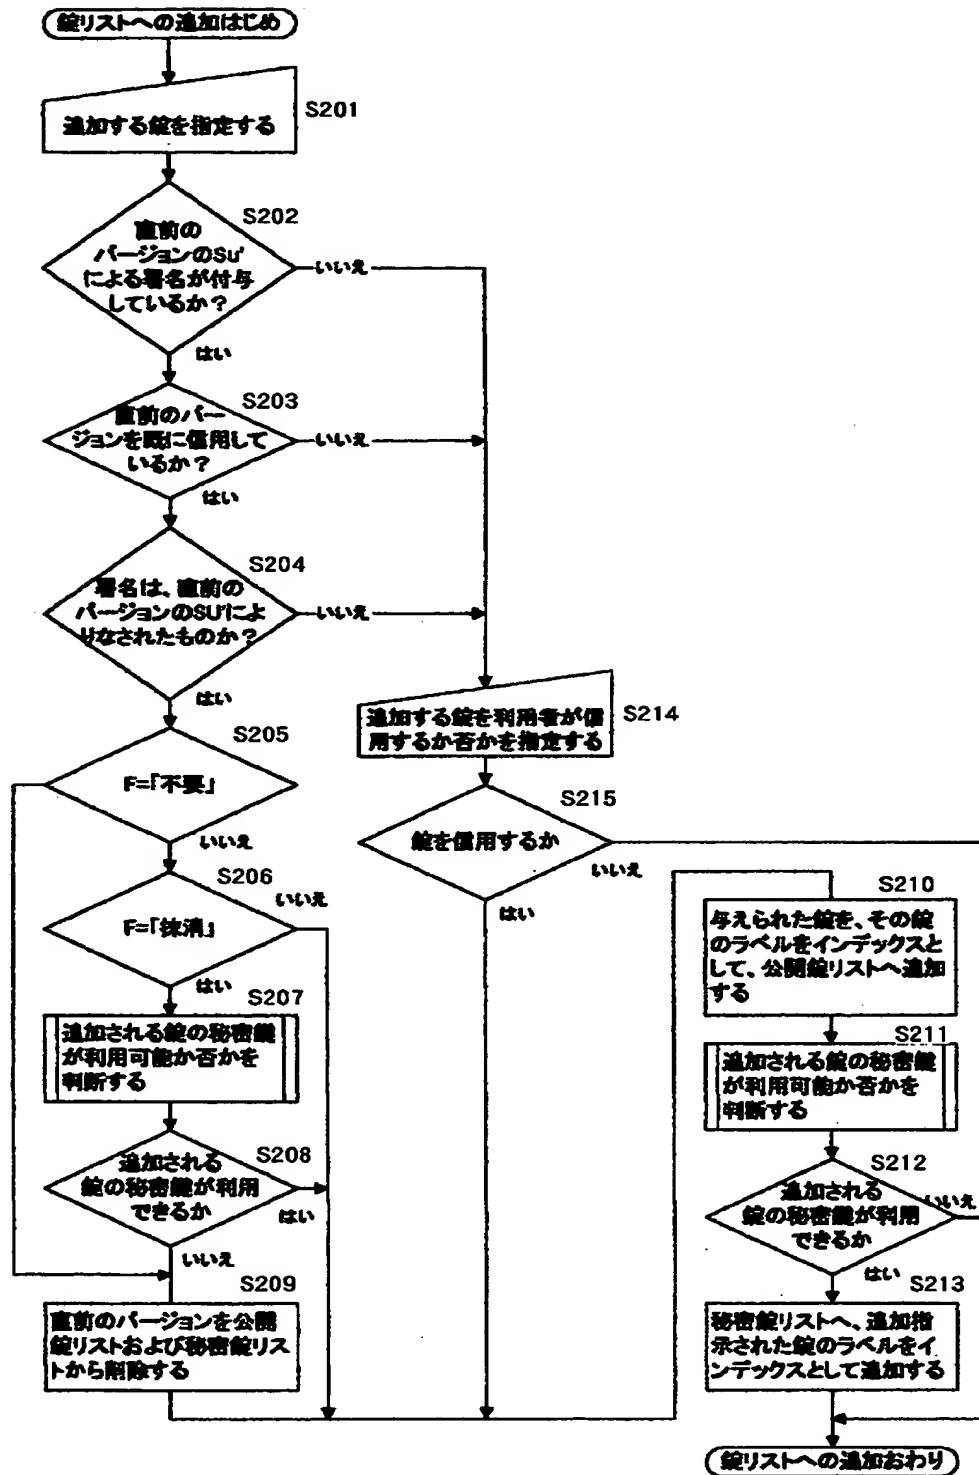 錠リストへの追加はじめ
S201
追加する錠を指定する
S202
直前の
バージョンのSu'
による署名が付与
しているか?
いいえ
はい
S203
直前のバー
ジョンを既に信用して
いるか?
いいえ
はい
S204
署名は、直前の
バージョンのSU'によ
りなされたものか?
いいえ
はい
S205
F=「不要」
いいえ
S206
いいえ
F=「抹消」
はい
S207
追加される錠の秘密鍵
が利用可能か否かを
判断する
S208
追加される
錠の秘密鍵が利用
できるか
はい
いいえ
S209
直前のバージョンを公開
錠リストおよび秘密錠リス
トから削除する
S214
追加する錠を利用者が信
用するか否かを指定する
S215
錠を信用するか
いいえ
はい
S210
与えられた錠を、その錠
のラベルをインデックスと
して、公開錠リストへ追加
する
S211
追加される錠の秘密鍵
が利用可能か否かを
判断する
S212
追加される
錠の秘密鍵が利用
できるか
いいえ
はい
S213
秘密錠リストへ、追加指
示された錠のラベルをイ
ンデックスとして追加する
錠リストへの追加おわり